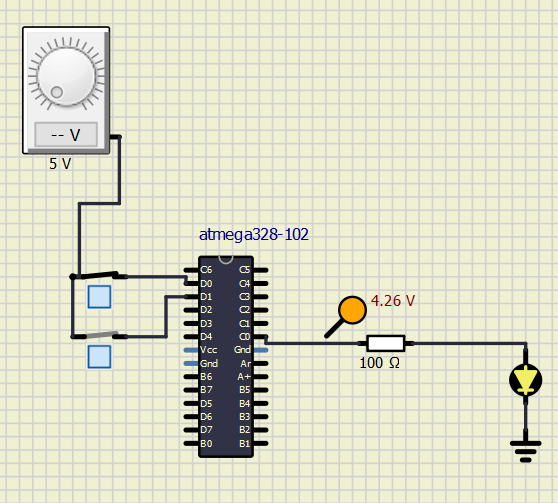 -- V
5 V
atmega328-102
C6 C5
D0 C4
D1 C3
D2 C2
D3 C1
D4 C0
Vcc Gnd
Gnd Ar
B6 A+
B7 B5
D5 B4
D6 B3
D7 B2
B0 B1
4.26 V
100 Ω